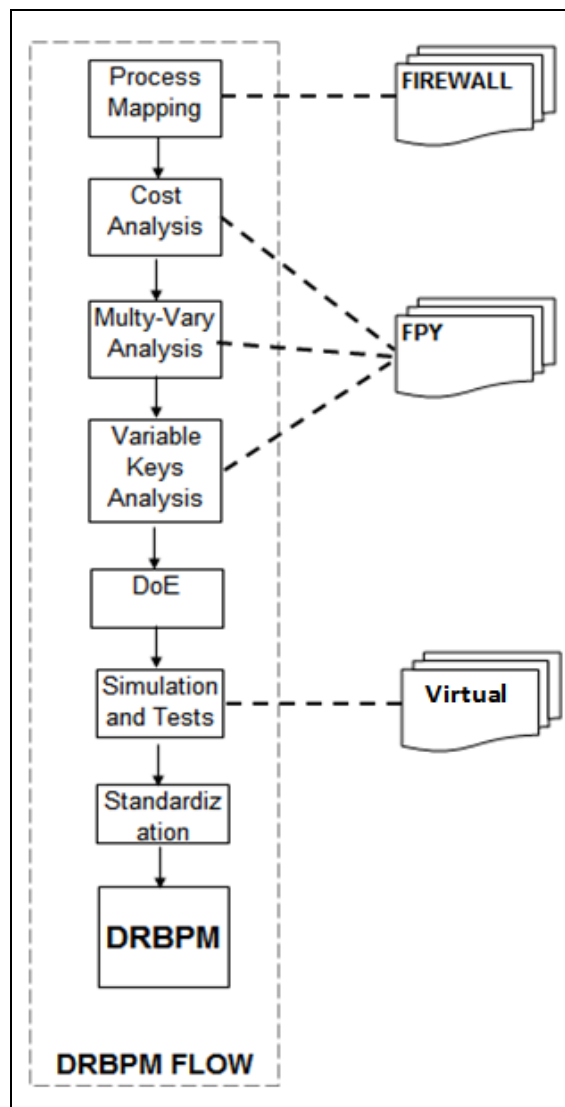 Process
Mapping
FIREWALL
Cost
Analysis
Multy-Vary
Analysis
FPY
Variable
Keys
Analysis
DoE
Simulation
and Tests
Virtual
Standardiz
ation
DRBPM
DRBPM FLOW